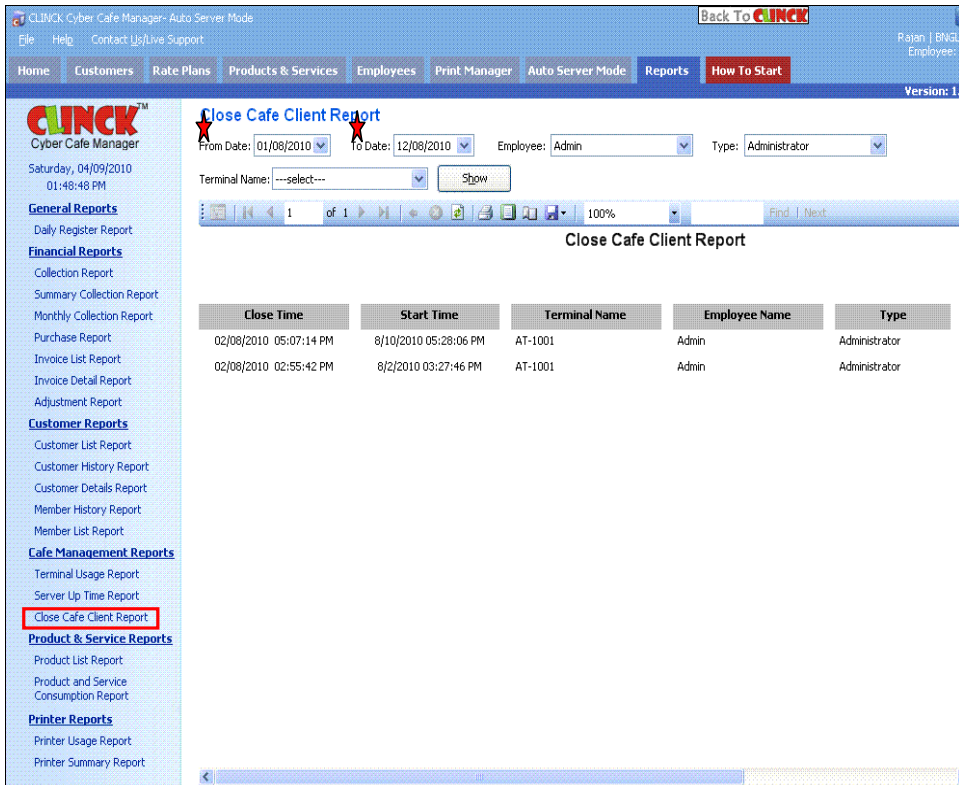 CLINCK Cyber Cafe Manager- Auto Server Mode
Back To CLINCK
File Help Contact Us/Live Support
Rajan | BNGL
Employee:
Home Customers Rate Plans Products & Services Employees Print Manager Auto Server Mode Reports How To Start
Version: 1.
CLINCK™
Cyber Cafe Manager
Saturday, 04/09/2010
01:48:48 PM
General Reports
Daily Register Report
Financial Reports
Collection Report
Summary Collection Report
Monthly Collection Report
Purchase Report
Invoice List Report
Invoice Detail Report
Adjustment Report
Customer Reports
Customer List Report
Customer History Report
Customer Details Report
Member History Report
Member List Report
Cafe Management Reports
Terminal Usage Report
Server Up Time Report
Close Cafe Client Report
Product & Service Reports
Product List Report
Product and Service
Consumption Report
Printer Reports
Printer Usage Report
Printer Summary Report
Close Cafe Client Report
From Date: 01/08/2010 To Date: 12/08/2010 Employee: Admin Type: Administrator
Terminal Name: ---select--- Show
1 of 1 100% Find | Next
Close Cafe Client Report
Close Time Start Time Terminal Name Employee Name Type
02/08/2010 05:07:14 PM 8/10/2010 05:28:06 PM AT-1001 Admin Administrator
02/08/2010 02:55:42 PM 8/2/2010 03:27:46 PM AT-1001 Admin Administrator